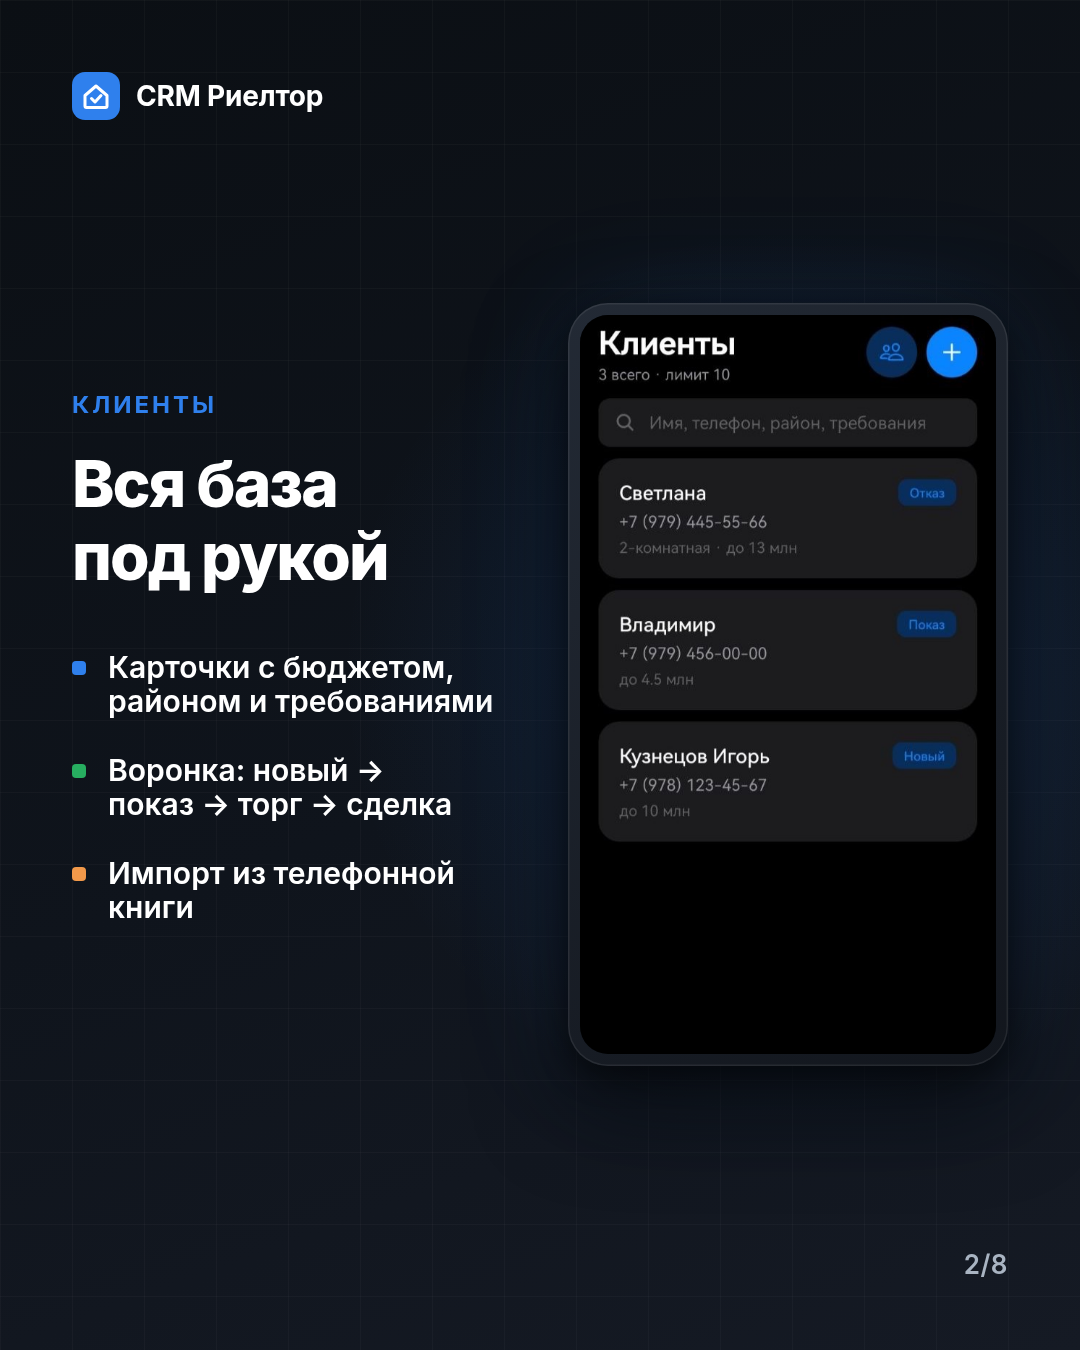 CRM Риелтор
КЛИЕНТЫ
Вся база
под рукой
Карточки с бюджетом,
районом и требованиями
Воронка: новый →
показ → торг → сделка
Импорт из телефонной
книги
Клиенты
3 всего · лимит 10
Имя, телефон, район, требования
Светлана
Отказ
+7 (979) 445-55-66
2-комнатная · до 13 млн
Владимир
Показ
+7 (979) 456-00-00
до 4.5 млн
Кузнецов Игорь
Новый
+7 (978) 123-45-67
до 10 млн
2/8